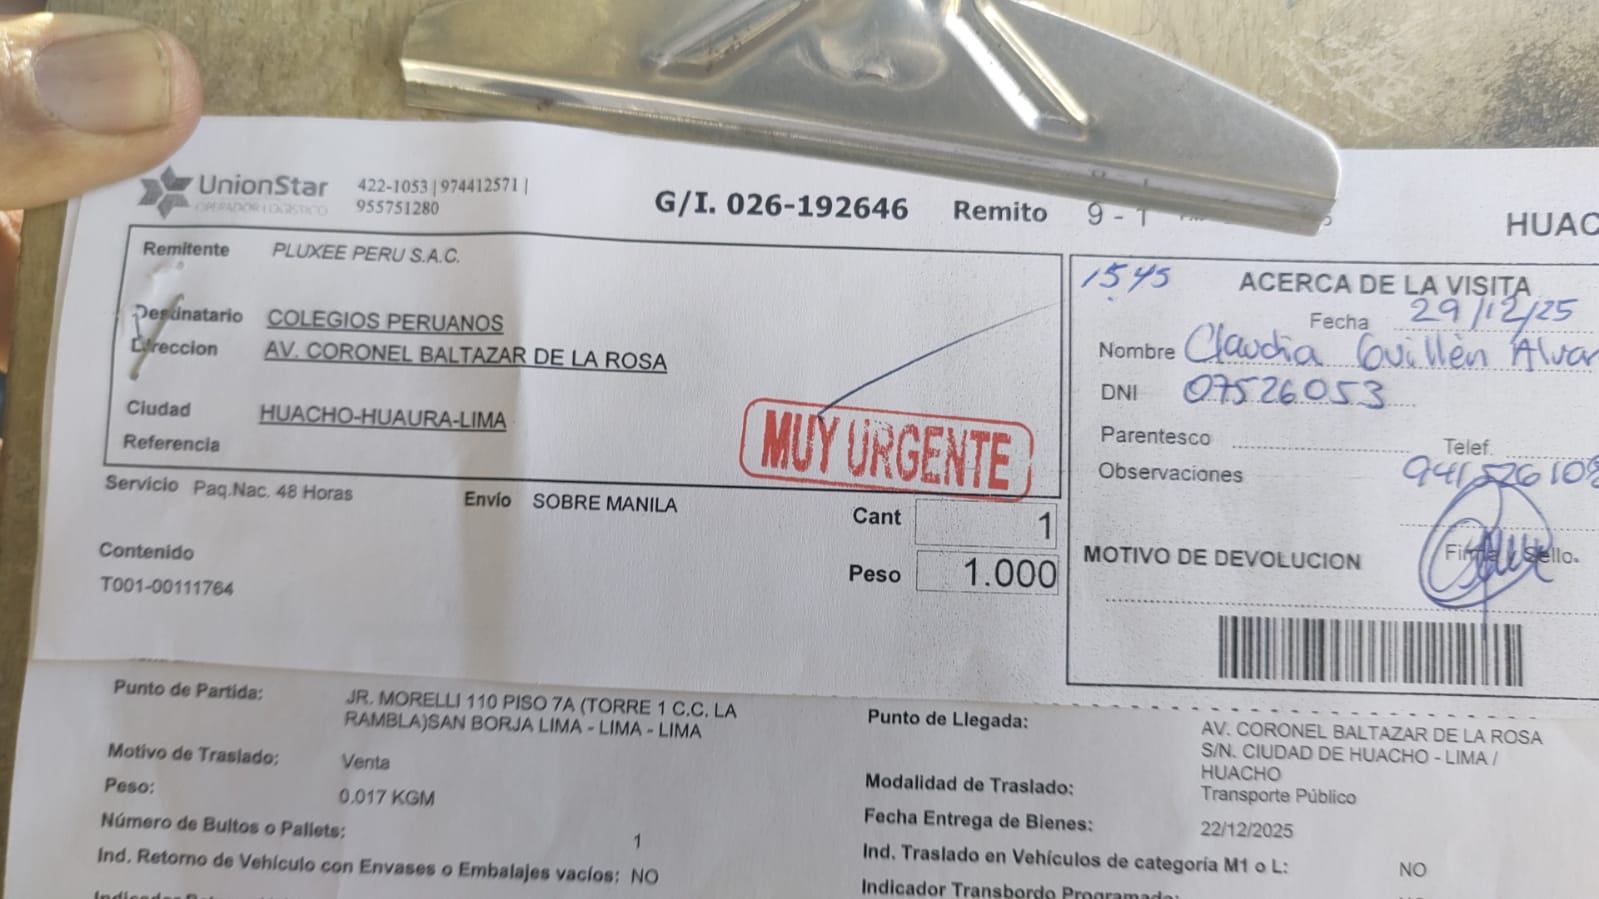 UnionStar
OPERADOR LOGÍSTICO
422-1053 | 974412571 |
955751280
G/I. 026-192646 Remito 9 - 1
HUAC
Remitente PLUXEE PERU S.A.C.
Destinatario COLEGIOS PERUANOS
Direccion AV. CORONEL BALTAZAR DE LA ROSA
Ciudad HUACHO-HUAURA-LIMA
Referencia
MUY URGENTE
Servicio Paq.Nac. 48 Horas
Envío SOBRE MANILA
Cant 1
Peso 1.000
Contenido
T001-00111764
15:45 ACERCA DE LA VISITA
Fecha 29/12/25
Nombre Claudia Guillén Alvar
DNI 07526053
Parentesco
Telef.
Observaciones
MOTIVO DE DEVOLUCION
Firma y Sello.
Punto de Partida: JR. MORELLI 110 PISO 7A (TORRE 1 C.C. LA
RAMBLA)SAN BORJA LIMA - LIMA - LIMA
Motivo de Traslado: Venta
Peso: 0.017 KGM
Número de Bultos o Pallets: 1
Ind. Retorno de Vehículo con Envases o Embalajes vacíos: NO
Punto de Llegada: AV. CORONEL BALTAZAR DE LA ROSA
S/N. CIUDAD DE HUACHO - LIMA /
HUACHO
Modalidad de Traslado: Transporte Público
Fecha Entrega de Bienes: 22/12/2025
Ind. Traslado en Vehículos de categoría M1 o L: NO
Indicador Transbordo Programado: